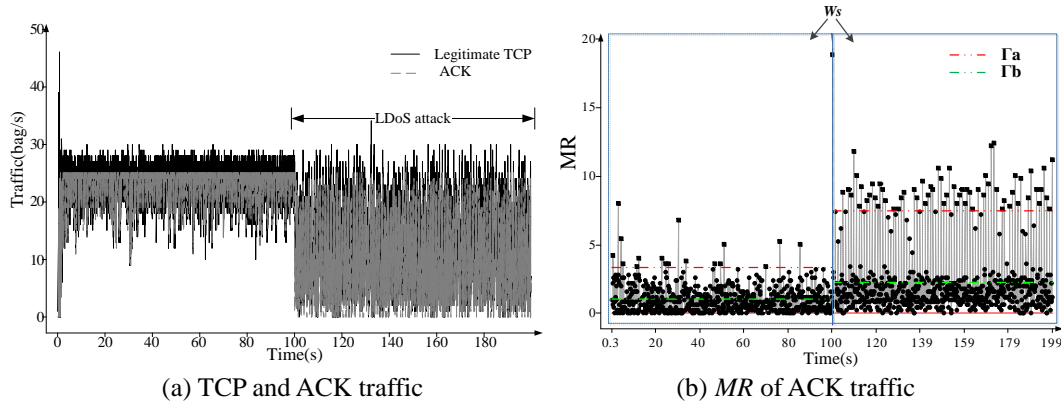 50
40
30
20
10
0
Traffic(bag/s)
Legitimate TCP
ACK
LDoS attack
0 20 40 60 80 100 120 140 160 180
Time(s)
(a) TCP and ACK traffic
Ws
20
15
10
5
0
MR
Γa
Γb
0.3 20 40 60 80 100 120 139 159 179 199
Time(s)
(b) MR of ACK traffic